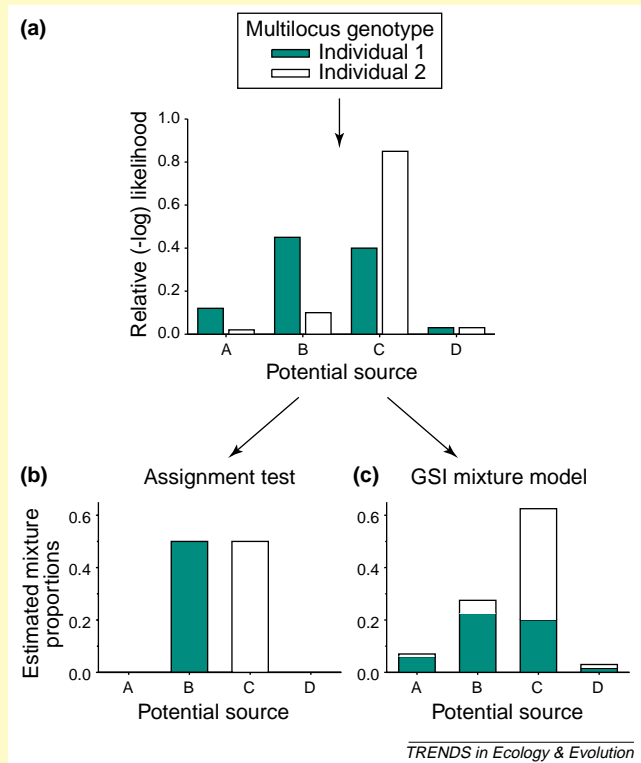 (a)
Multilocus genotype
Individual 1
Individual 2
Relative (-log) likelihood
1.0
0.8
0.6
0.4
0.2
0.0
A B C D
Potential source
(b)
Assignment test
Estimated mixture
proportions
0.6
0.4
0.2
0.0
A B C D
Potential source
(c)
GSI mixture model
0.6
0.4
0.2
0.0
A B C D
Potential source
TRENDS in Ecology & Evolution